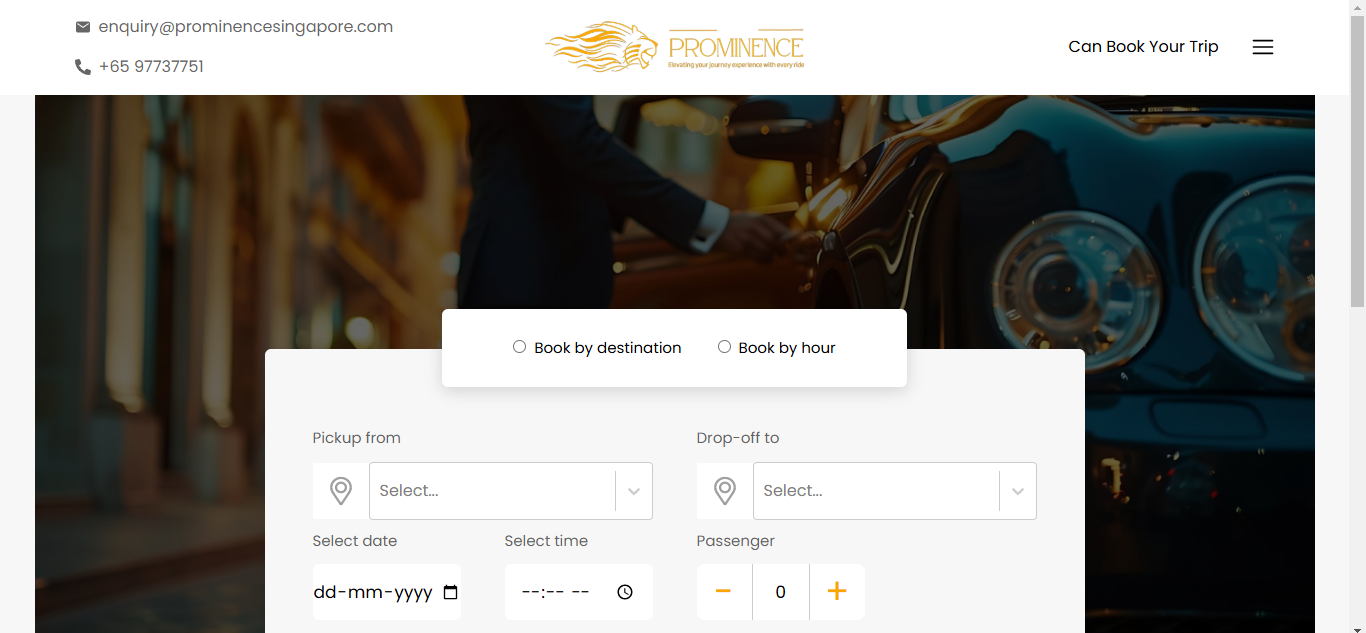 enquiry@prominencesingapore.com
+65 97737751
PROMINENCE
Elevating your journey experience with every ride
Can Book Your Trip
Book by destination
Book by hour
Pickup from
Drop-off to
Select...
Select...
Select date
Select time
Passenger
dd-mm-yyyy
--:-- --
0